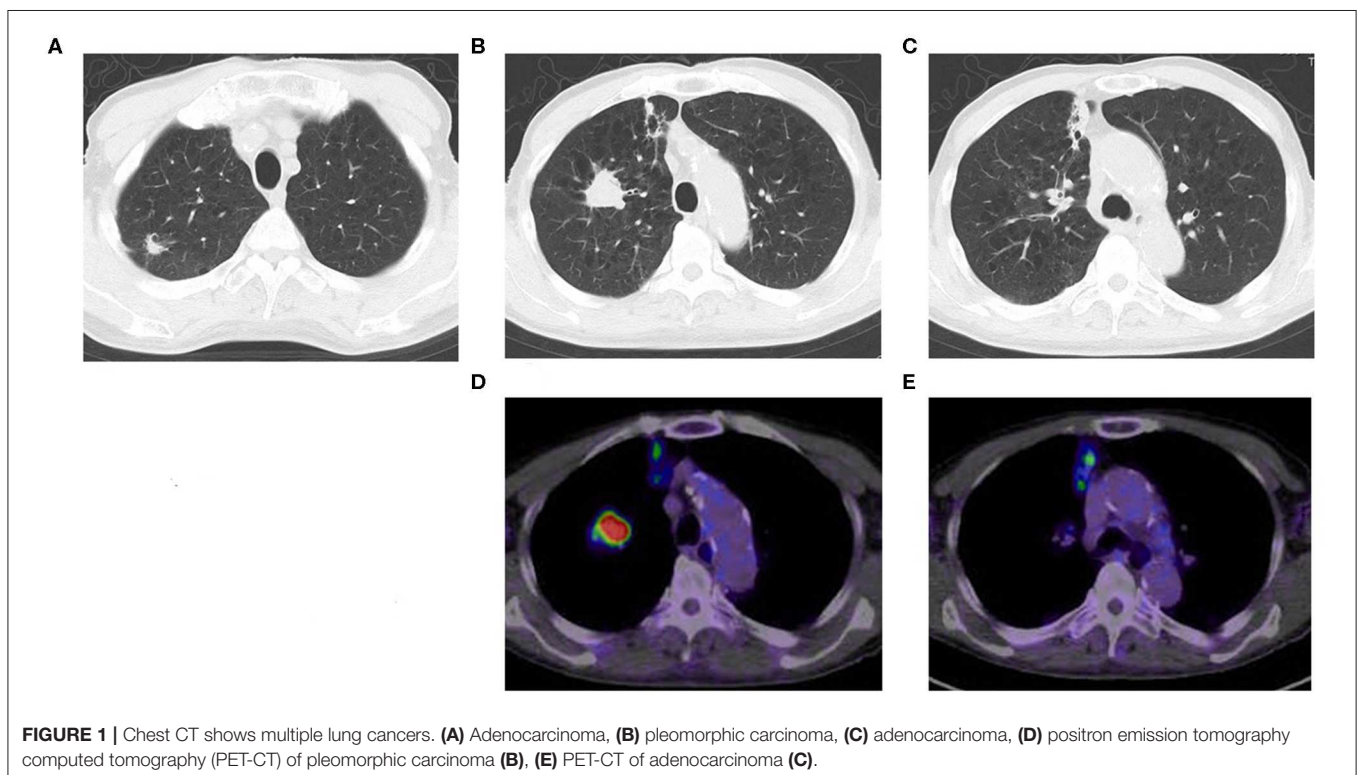 A
B
C
T
D
E
FIGURE 1 | Chest CT shows multiple lung cancers. (A) Adenocarcinoma, (B) pleomorphic carcinoma, (C) adenocarcinoma, (D) positron emission tomography
computed tomography (PET-CT) of pleomorphic carcinoma (B), (E) PET-CT of adenocarcinoma (C).